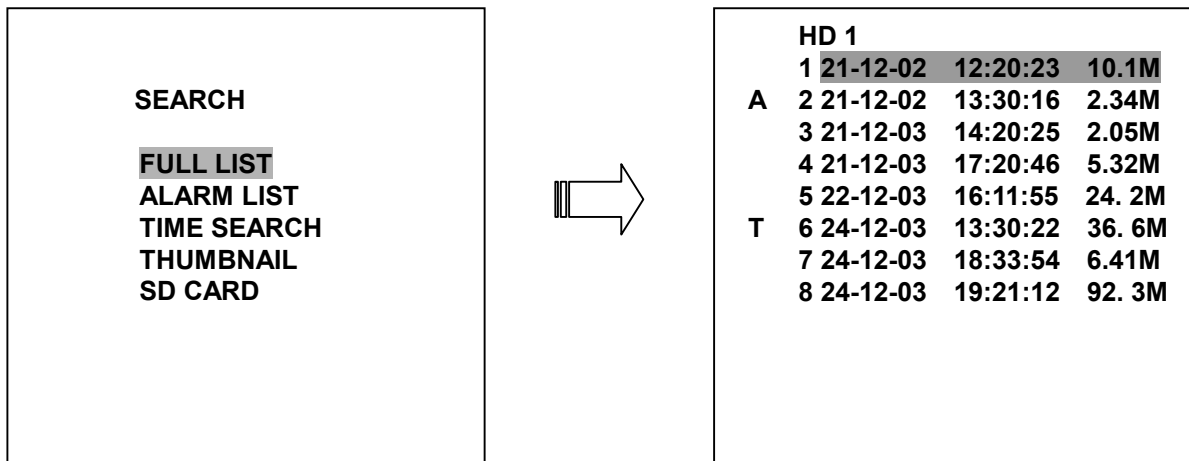 SEARCH
FULL LIST
ALARM LIST
TIME SEARCH
THUMBNAIL
SD CARD
HD 1
1 21-12-02 12:20:23 10.1M
A 2 21-12-02 13:30:16 2.34M
3 21-12-03 14:20:25 2.05M
4 21-12-03 17:20:46 5.32M
5 22-12-03 16:11:55 24. 2M
T 6 24-12-03 13:30:22 36. 6M
7 24-12-03 18:33:54 6.41M
8 24-12-03 19:21:12 92. 3M